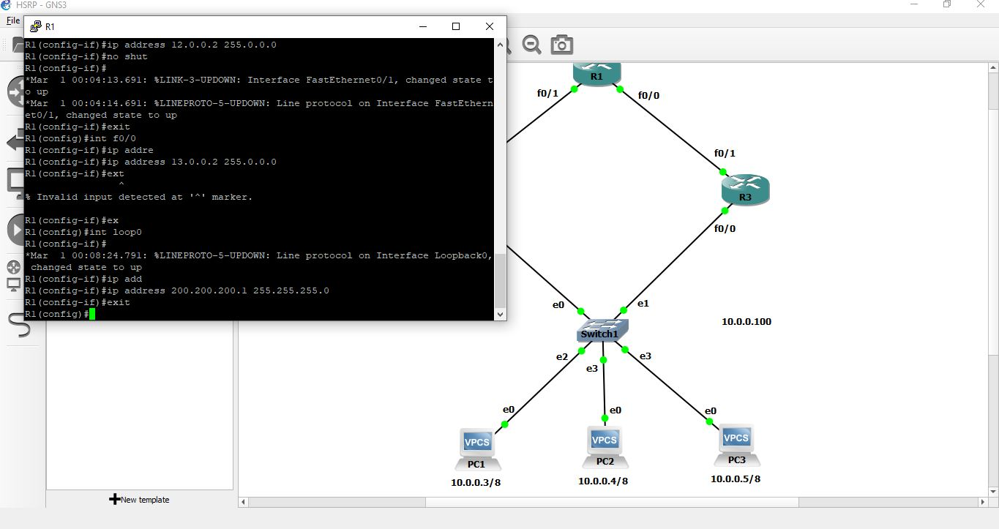 HSRP - GNS3
File
R1
R1(config-if)#ip address 12.0.0.2 255.0.0.0
R1(config-if)#no shut
R1(config-if)#
*Mar  1 00:04:13.691: %LINK-3-UPDOWN: Interface FastEthernet0/1, changed state t
o up
*Mar  1 00:04:14.691: %LINEPROTO-5-UPDOWN: Line protocol on Interface FastEthern
et0/1, changed state to up
R1(config-if)#exit
R1(config)#int f0/0
R1(config-if)#ip addre
R1(config-if)#ip address 13.0.0.2 255.0.0.0
R1(config-if)#ext
^
% Invalid input detected at '^' marker.
R1(config-if)#ex
R1(config)#int loop0
R1(config-if)#
*Mar  1 00:08:24.791: %LINEPROTO-5-UPDOWN: Line protocol on Interface Loopback0,
 changed state to up
R1(config-if)#ip add
R1(config-if)#ip address 200.200.200.1 255.255.255.0
R1(config-if)#exit
R1(config)#
R1
f0/1
f0/0
f0/1
R3
f0/0
e0
e1
10.0.0.100
Switch1
e2
e3
e3
e0
e0
e0
VPCS
VPCS
VPCS
PC1
PC2
PC3
10.0.0.3/8
10.0.0.4/8
10.0.0.5/8
New template